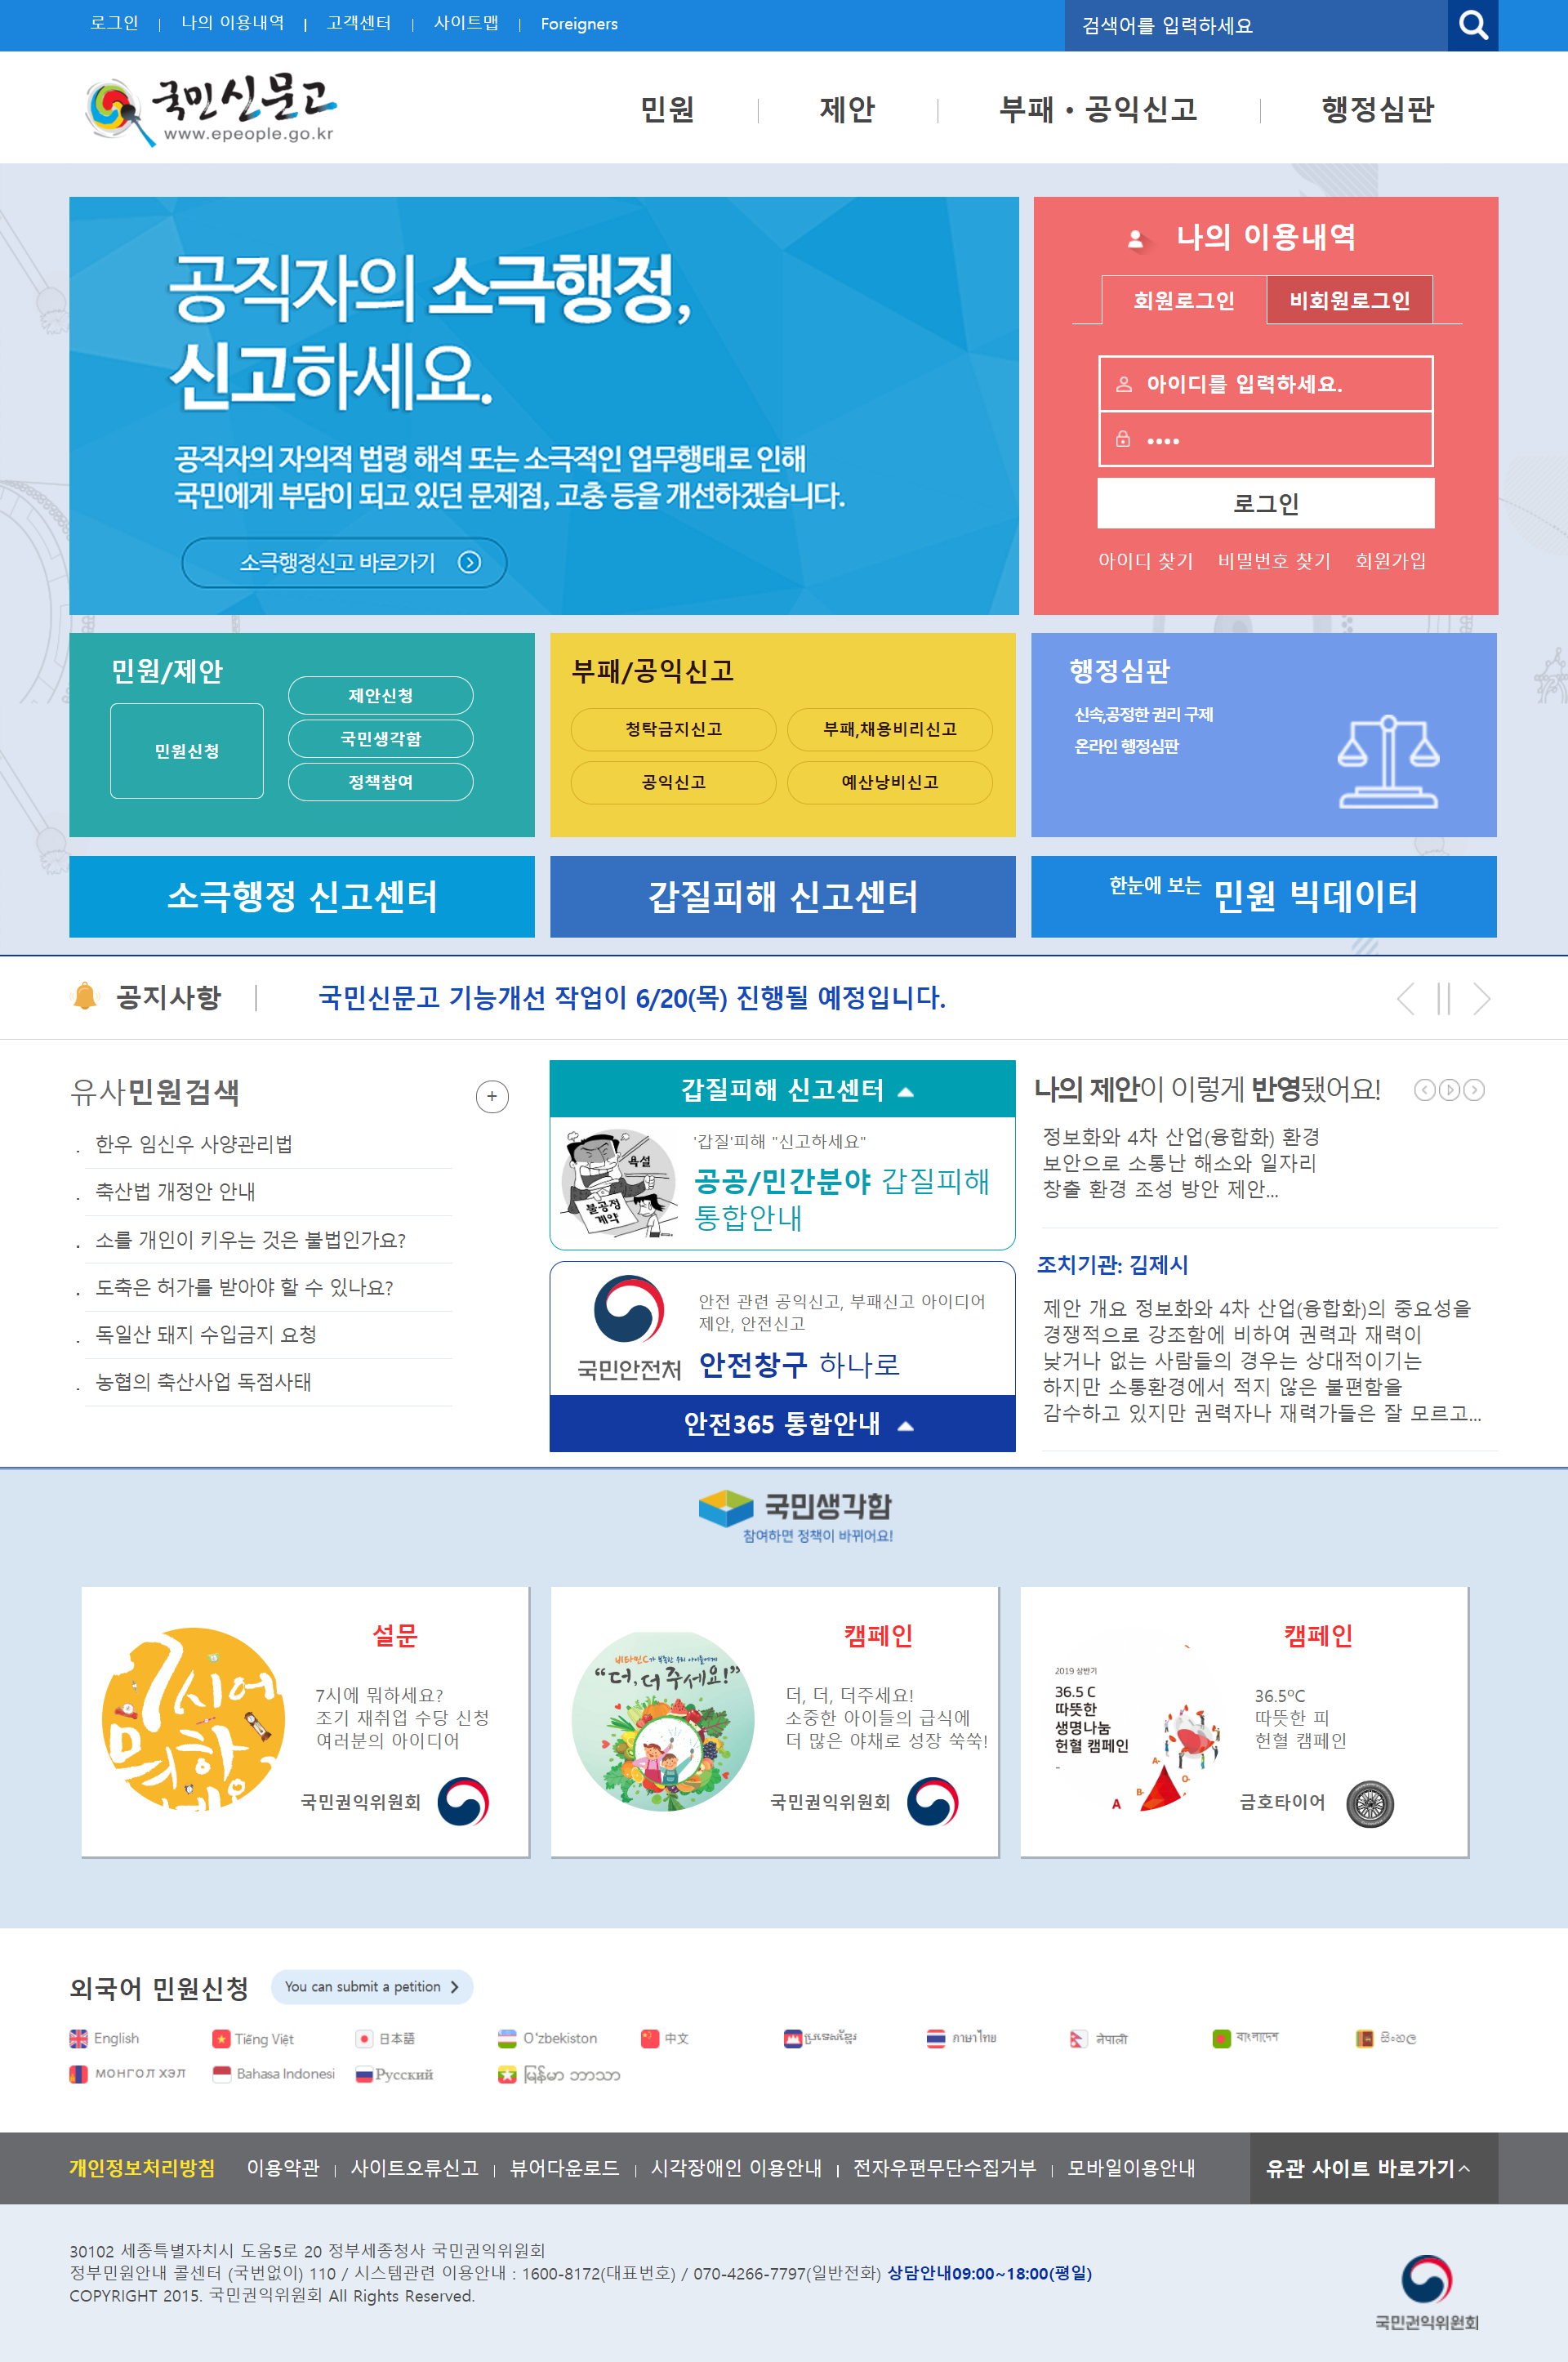 로그인 | 나의 이용내역 | 고객센터 | 사이트맵 | Foreigners
검색어를 입력하세요
국민신문고
www.epeople.go.kr
민원 | 제안 | 부패·공익신고 | 행정심판
공직자의 소극행정,
신고하세요.
공직자의 자의적 법령 해석 또는 소극적인 업무행태로 인해
국민에게 부담이 되고 있던 문제점, 고충 등을 개선하겠습니다.
소극행정신고 바로가기
나의 이용내역
회원로그인 비회원로그인
아이디를 입력하세요.
••••
로그인
아이디 찾기 비밀번호 찾기 회원가입
민원/제안
민원신청
제안신청
국민생각함
정책참여
부패/공익신고
청탁금지신고 부패,채용비리신고
공익신고 예산낭비신고
행정심판
신속,공정한 권리 구제
온라인 행정심판
소극행정 신고센터
갑질피해 신고센터
한눈에 보는 민원 빅데이터
공지사항
국민신문고 기능개선 작업이 6/20(목) 진행될 예정입니다.
유사민원검색
+
. 한우 임신우 사양관리법
. 축산법 개정안 안내
. 소를 개인이 키우는 것은 불법인가요?
. 도축은 허가를 받아야 할 수 있나요?
. 독일산 돼지 수입금지 요청
. 농협의 축산사업 독점사태
갑질피해 신고센터
욕설
불공정
계약
'갑질'피해 "신고하세요"
공공/민간분야 갑질피해
통합안내
국민안전처
안전 관련 공익신고, 부패신고 아이디어
제안, 안전신고
안전창구 하나로
안전365 통합안내
나의 제안이 이렇게 반영됐어요!
정보화와 4차 산업(융합화) 환경
보안으로 소통난 해소와 일자리
창출 환경 조성 방안 제안...
조치기관: 김제시
제안 개요 정보화와 4차 산업(융합화)의 중요성을
경쟁적으로 강조함에 비하여 권력과 재력이
낮거나 없는 사람들의 경우는 상대적이기는
하지만 소통환경에서 적지 않은 불편함을
감수하고 있지만 권력자나 재력가들은 잘 모르고...
국민생각함
참여하면 정책이 바뀌어요!
7시에
뭐하
설문
7시에 뭐하세요?
조기 재취업 수당 신청
여러분의 아이디어
국민권익위원회
비타민C가 부족한 우리 아이들에게
“더, 더 주세요!”
캠페인
더, 더, 더주세요!
소중한 아이들의 급식에
더 많은 야채로 성장 쑥쑥!
국민권익위원회
2019 상반기
36.5 C
따뜻한
생명나눔
헌혈 캠페인
-
A- O- B- A
캠페인
36.5ºC
따뜻한 피
헌혈 캠페인
금호타이어
외국어 민원신청
You can submit a petition
English Tiếng Việt 日本語 O‘zbekiston 中文 ប្រទេសខ្មែរ ภาษาไทย नेपाली বাংলাদেশ සිංහල
монгол хэл Bahasa Indonesi Русский မြန်မာ ဘာသာ
개인정보처리방침 이용약관 | 사이트오류신고 | 뷰어다운로드 | 시각장애인 이용안내 | 전자우편무단수집거부 | 모바일이용안내
유관 사이트 바로가기
30102 세종특별자치시 도움5로 20 정부세종청사 국민권익위원회
정부민원안내 콜센터 (국번없이) 110 / 시스템관련 이용안내 : 1600-8172(대표번호) / 070-4266-7797(일반전화) 상담안내09:00~18:00(평일)
COPYRIGHT 2015. 국민권익위원회 All Rights Reserved.
국민권익위원회